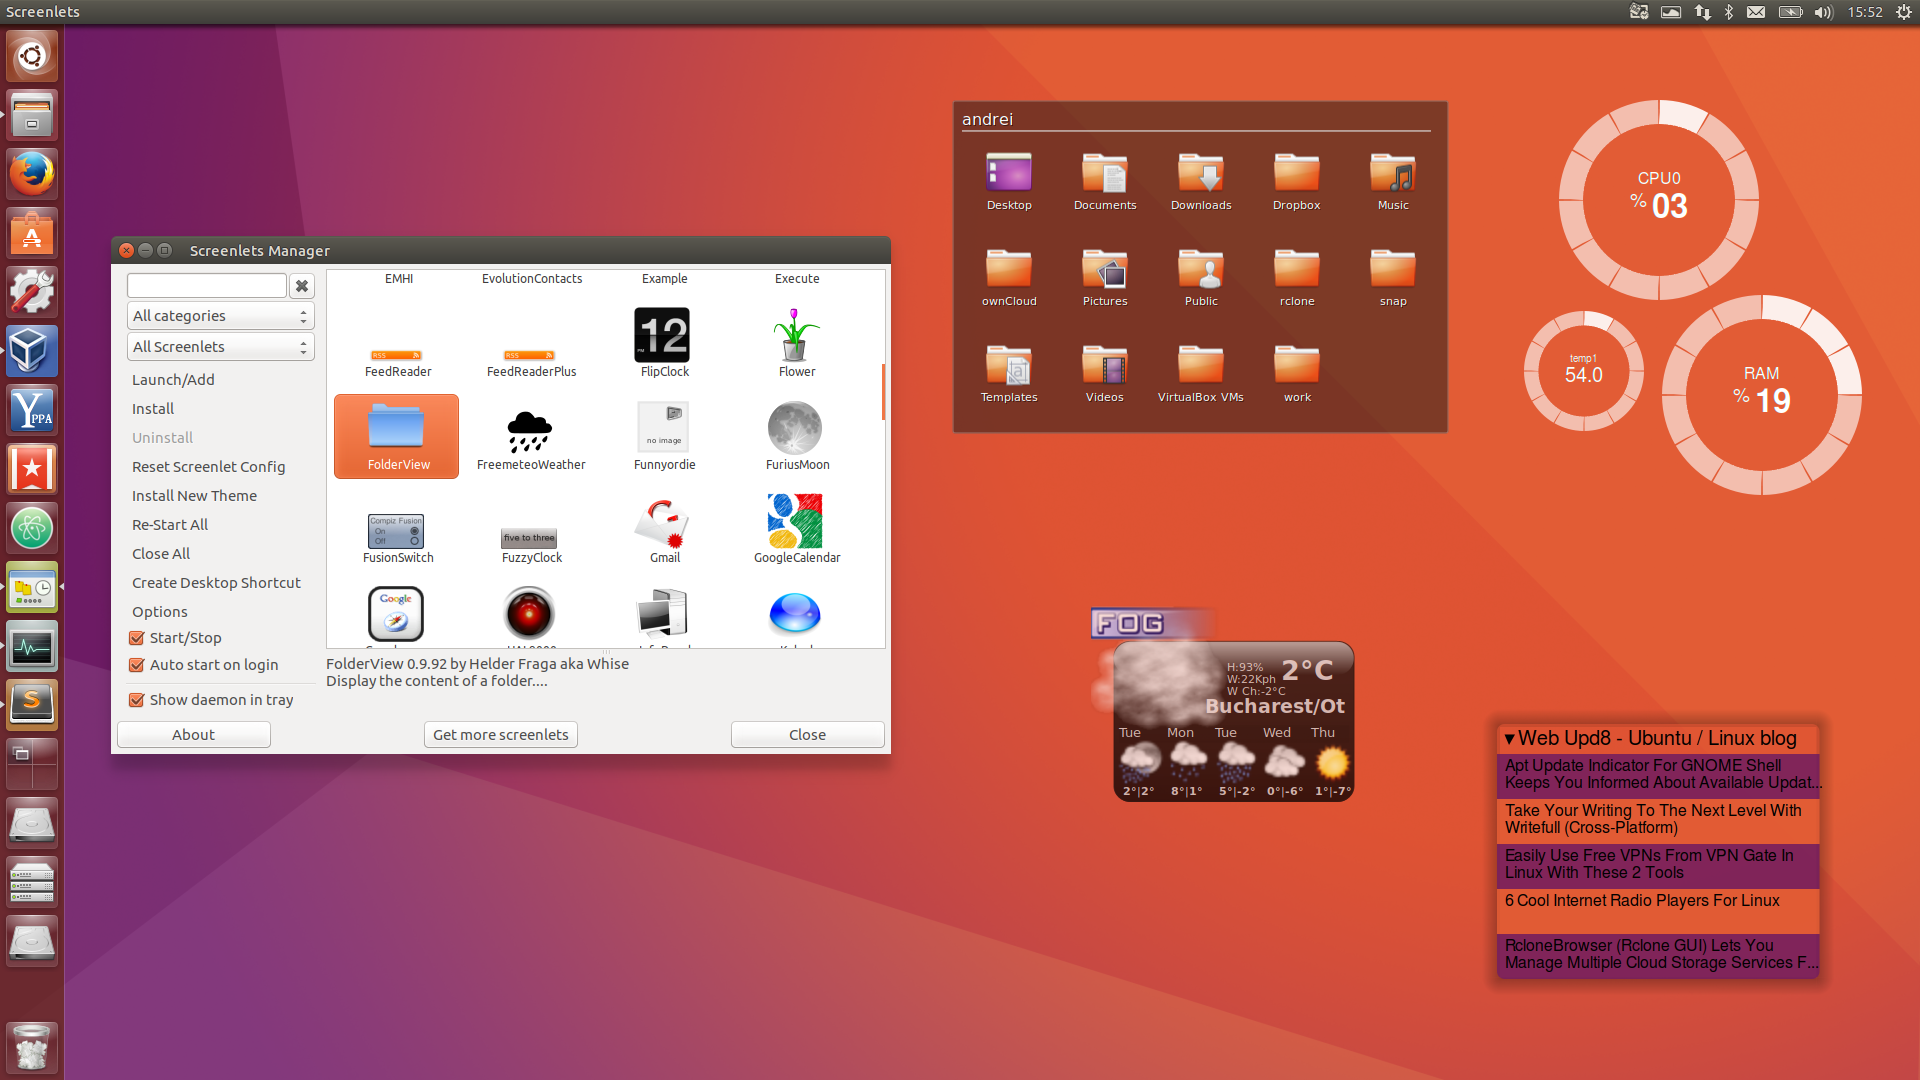 Screenlets
15:52
Screenlets Manager
All categories
All Screenlets
Launch/Add
Install
Uninstall
Reset Screenlet Config
Install New Theme
Re-Start All
Close All
Create Desktop Shortcut
Options
Start/Stop
Auto start on login
Show daemon in tray
EMHI EvolutionContacts Example Execute
RSS RSS PM 12
FeedReader FeedReaderPlus FlipClock Flower
no image
FolderView FreemeteoWeather Funnyordie FuriusMoon
Compiz Fusion
On
Off
five to three
FusionSwitch FuzzyClock Gmail GoogleCalendar
Google
FolderView 0.9.92 by Helder Fraga aka Whise
Display the content of a folder....
About Get more screenlets Close
andrei
Desktop Documents Downloads Dropbox Music
ownCloud Pictures Public rclone snap
Templates Videos VirtualBox VMs work
CPU0
% 03
temp1
54.0
RAM
% 19
FOG
H:93%
W:22Kph
W Ch:-2°C
2°C
Bucharest/Ot
Tue Mon Tue Wed Thu
2°|2° 8°|1° 5°|-2° 0°|-6° 1°|-7°
▼Web Upd8 - Ubuntu / Linux blog
Apt Update Indicator For GNOME Shell
Keeps You Informed About Available Updat...
Take Your Writing To The Next Level With
Writefull (Cross-Platform)
Easily Use Free VPNs From VPN Gate In
Linux With These 2 Tools
6 Cool Internet Radio Players For Linux
RcloneBrowser (Rclone GUI) Lets You
Manage Multiple Cloud Storage Services F...
A
Y PPA
S